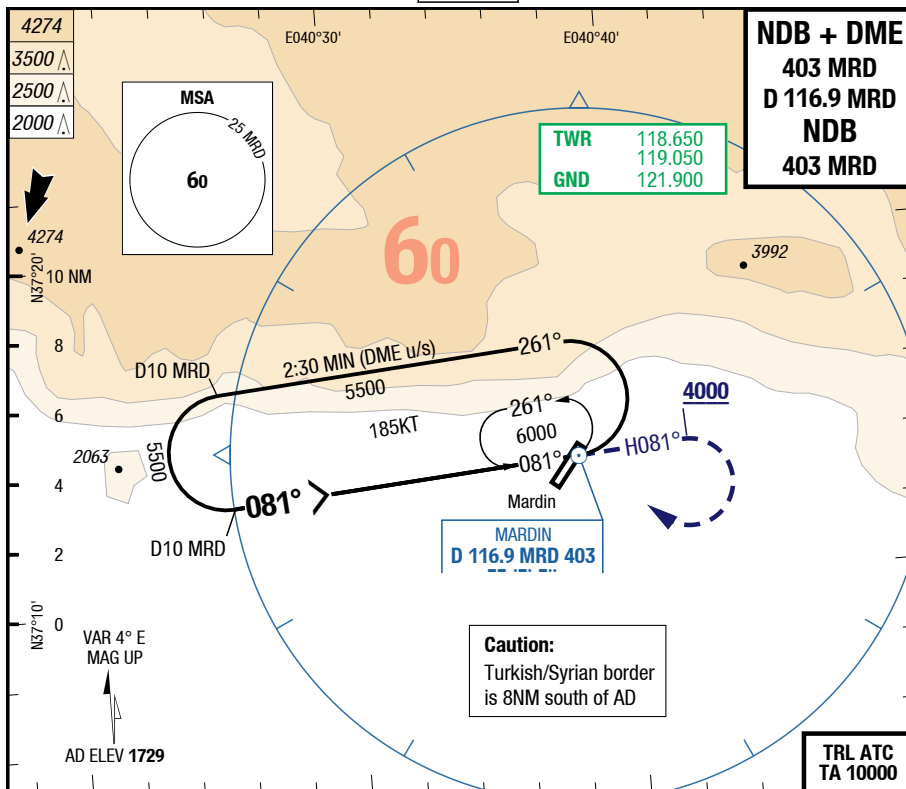 4274
3500
2500
2000
E040°30'
E040°40'
NDB + DME
403 MRD
D 116.9 MRD
NDB
403 MRD
MSA
25 MRD
60
TWR 118.650
119.050
GND 121.900
4274
60
3992
N37°20'
10 NM
8
6
4
2
0
N37°10'
D10 MRD
2:30 MIN (DME u/s)
261°
5500
185KT
261°
6000
081°
4000
H081°
2063
5500
081°
D10 MRD
Mardin
MARDIN
D 116.9 MRD 403
Caution:
Turkish/Syrian border
is 8NM south of AD
VAR 4° E
MAG UP
AD ELEV 1729
TRL ATC
TA 10000